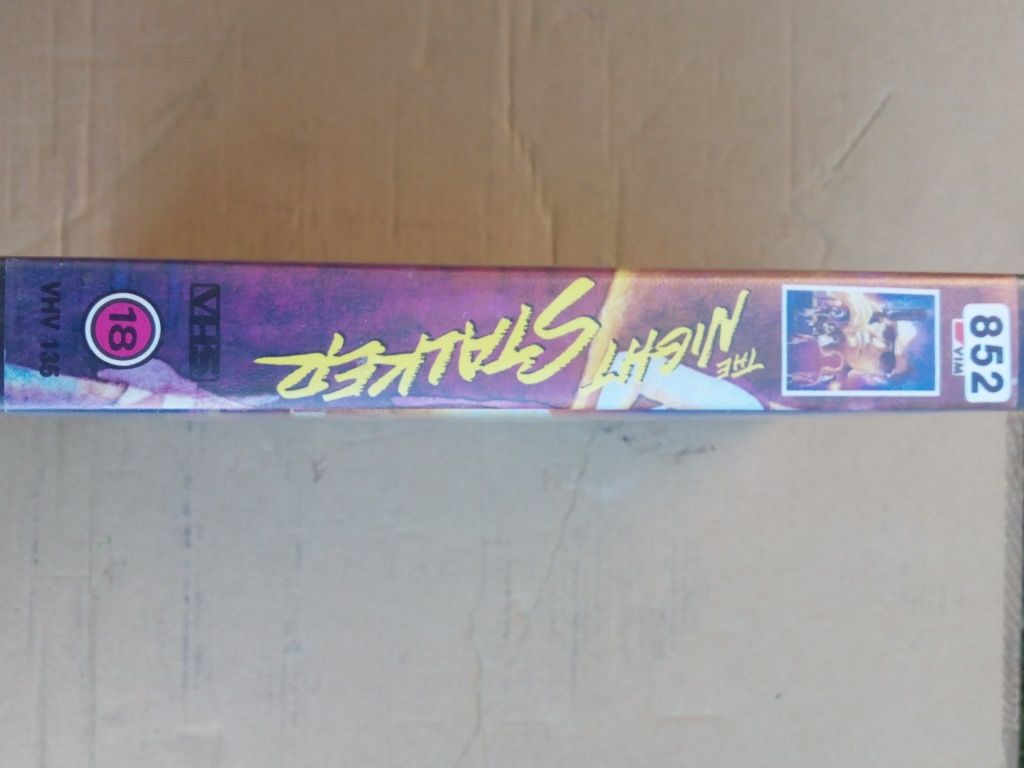 852
VIM
THE
NIGHT
STALKER
VHS
18
VHV 135